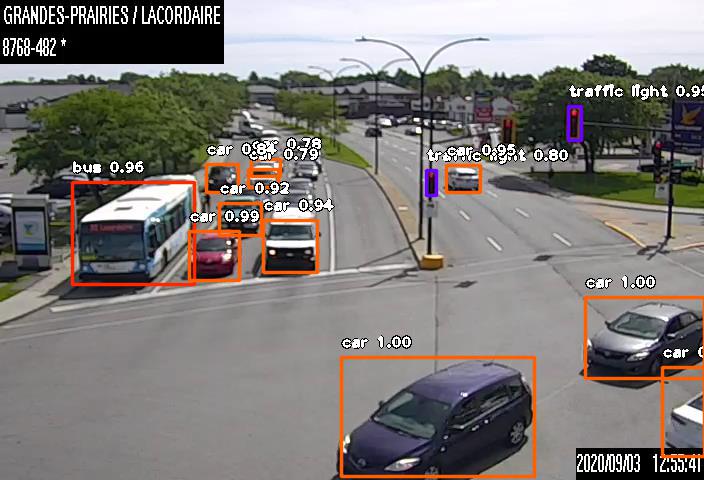 GRANDES-PRAIRIES / LACORDAIRE
8768-482 *
traffic light 0.95
car 0.78
car 0.79
car 0.95
traffic light 0.80
bus 0.96
car 0.92
car 0.94
car 0.99
car 1.00
car 1.00
car 0
2020/09/03 12:55:41